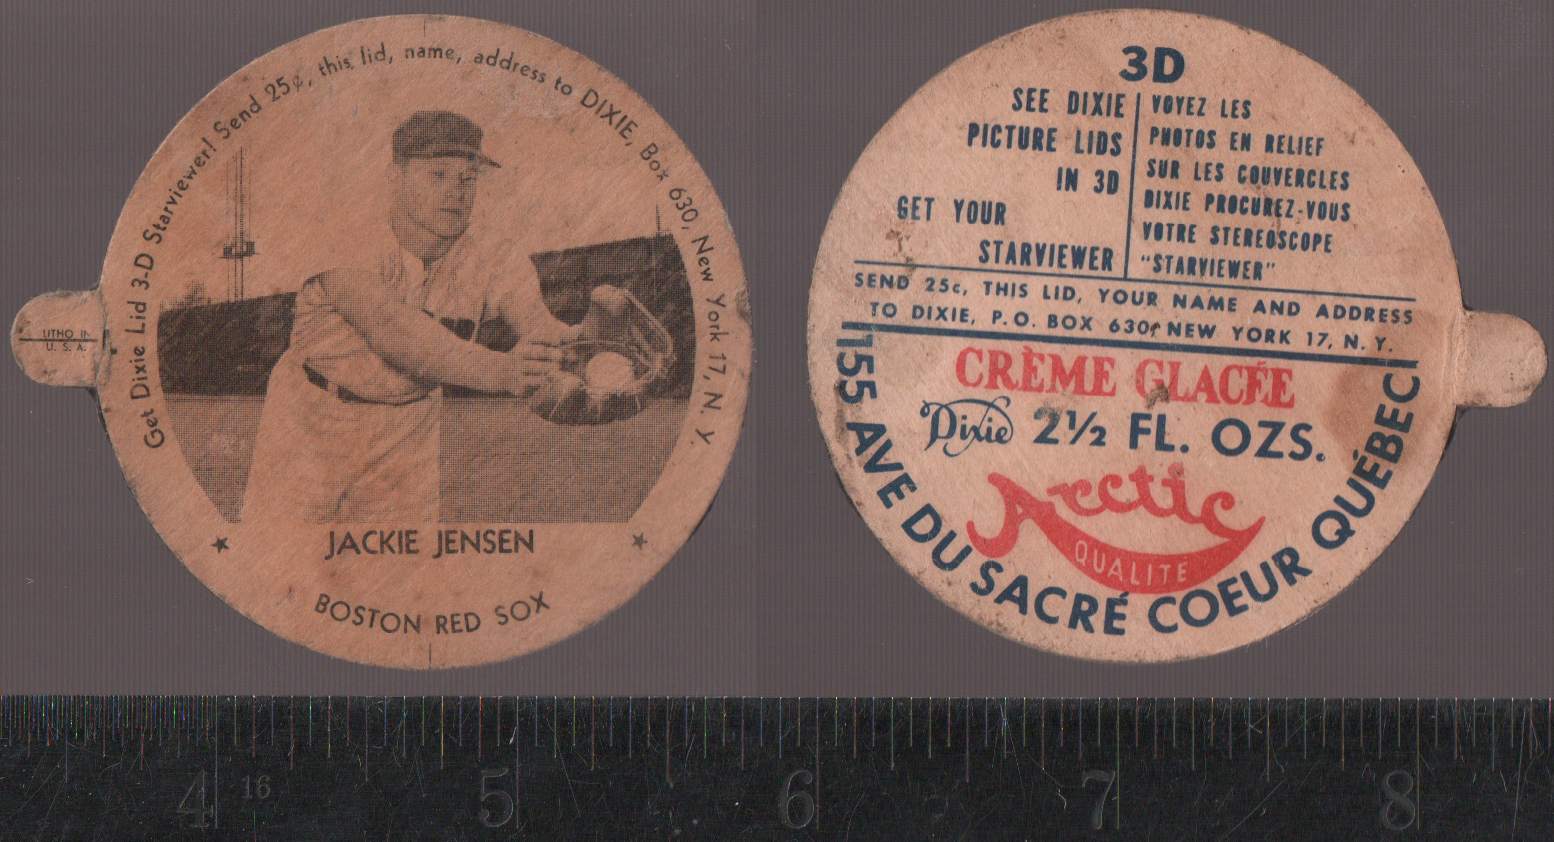 Get Dixie Lid 3-D Starviewer! Send 25¢, this lid, name, address to DIXIE, Box 630, New York 17, N. Y.
LITHO IN
U. S. A.
JACKIE JENSEN
BOSTON RED SOX
3D
SEE DIXIE
PICTURE LIDS
IN 3D
GET YOUR
STARVIEWER
VOYEZ LES
PHOTOS EN RELIEF
SUR LES COUVERCLES
DIXIE PROCUREZ-VOUS
VOTRE STEREOSCOPE
"STARVIEWER"
SEND 25¢, THIS LID, YOUR NAME AND ADDRESS
TO DIXIE, P.O. BOX 630, NEW YORK 17, N. Y.
CRÈME GLACÉE
Dixie 2½ FL. OZS.
Arctic
QUALITÉ
155 AVE DU SACRÉ COEUR QUÉBEC
4 16 5 6 7 8